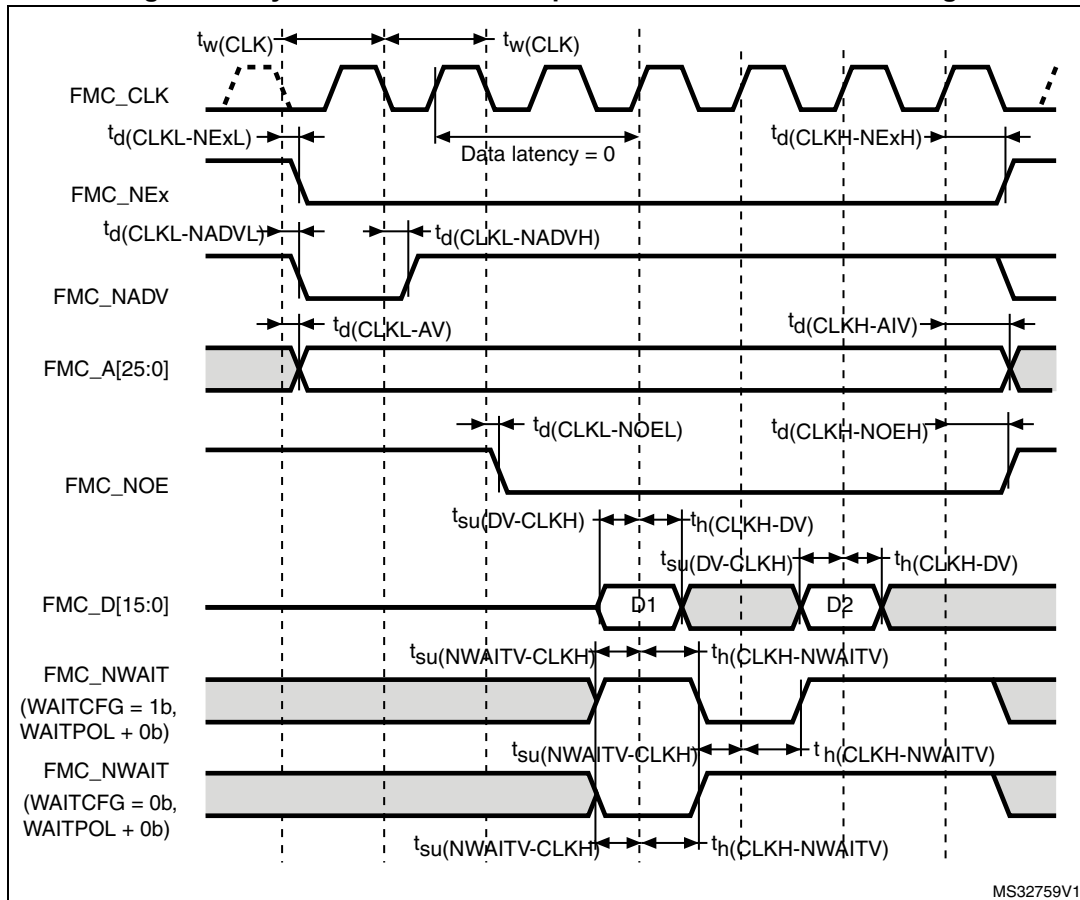 tw(CLK) tw(CLK)
FMC_CLK
td(CLKL-NExL) Data latency = 0 td(CLKH-NExH)
FMC_NEx
td(CLKL-NADVL) td(CLKL-NADVH)
FMC_NADV
td(CLKL-AV) td(CLKH-AIV)
FMC_A[25:0]
td(CLKL-NOEL) td(CLKH-NOEH)
FMC_NOE
tsu(DV-CLKH) th(CLKH-DV)
tsu(DV-CLKH) th(CLKH-DV)
FMC_D[15:0] D1 D2
tsu(NWAITV-CLKH) th(CLKH-NWAITV)
FMC_NWAIT
(WAITCFG = 1b,
WAITPOL + 0b)
tsu(NWAITV-CLKH) th(CLKH-NWAITV)
FMC_NWAIT
(WAITCFG = 0b,
WAITPOL + 0b)
tsu(NWAITV-CLKH) th(CLKH-NWAITV)
MS32759V1